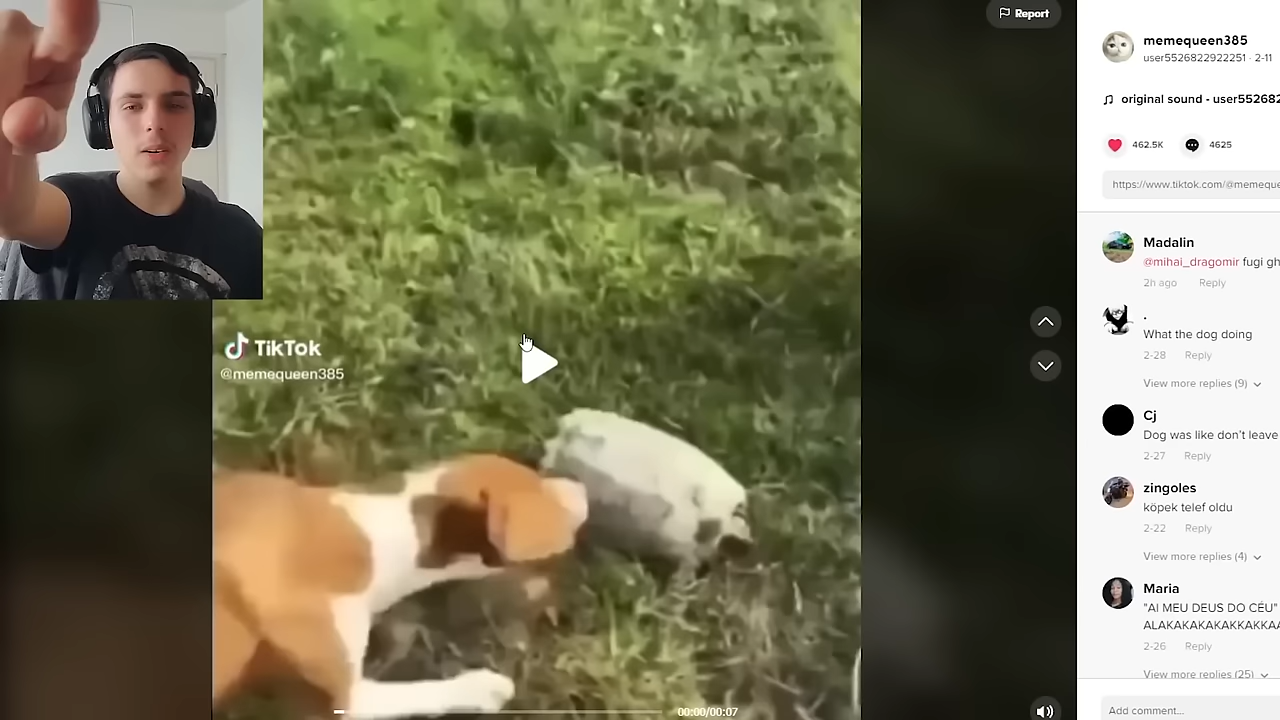 Report
TikTok
@memequeen385
00:00/00:07
memequeen385
user5526822922251 · 2-11
original sound - user55268
462.5K
4625
https://www.tiktok.com/@memeque
Madalin
@mihai_dragomir fugi gh
2h ago Reply
.
What the dog doing
2-28 Reply
View more replies (9)
Cj
Dog was like don't leave
2-27 Reply
zingoles
köpek telef oldu
2-22 Reply
View more replies (4)
Maria
"AI MEU DEUS DO CÉU"
ALAKAKAKAKAKKAKKAA
2-26 Reply
View more replies (25)
Add comment...